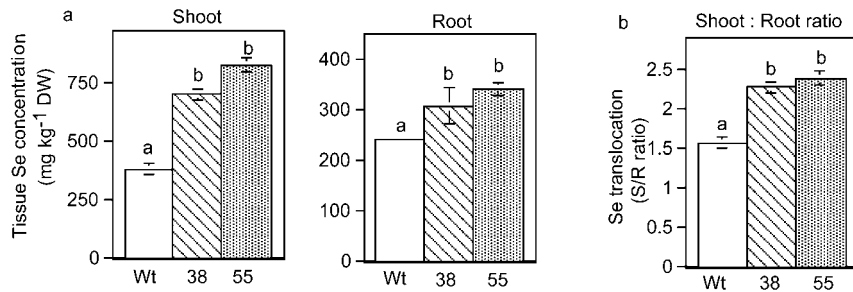 a
Shoot
Tissue Se concentration
(mg kg⁻¹ DW)
750
500
250
0
a
b
b
Wt 38 55
Root
400
300
200
100
0
a
b
b
Wt 38 55
b
Shoot : Root ratio
Se translocation
(S/R ratio)
2.5
2
1.5
1
0.5
0
a
b
b
Wt 38 55